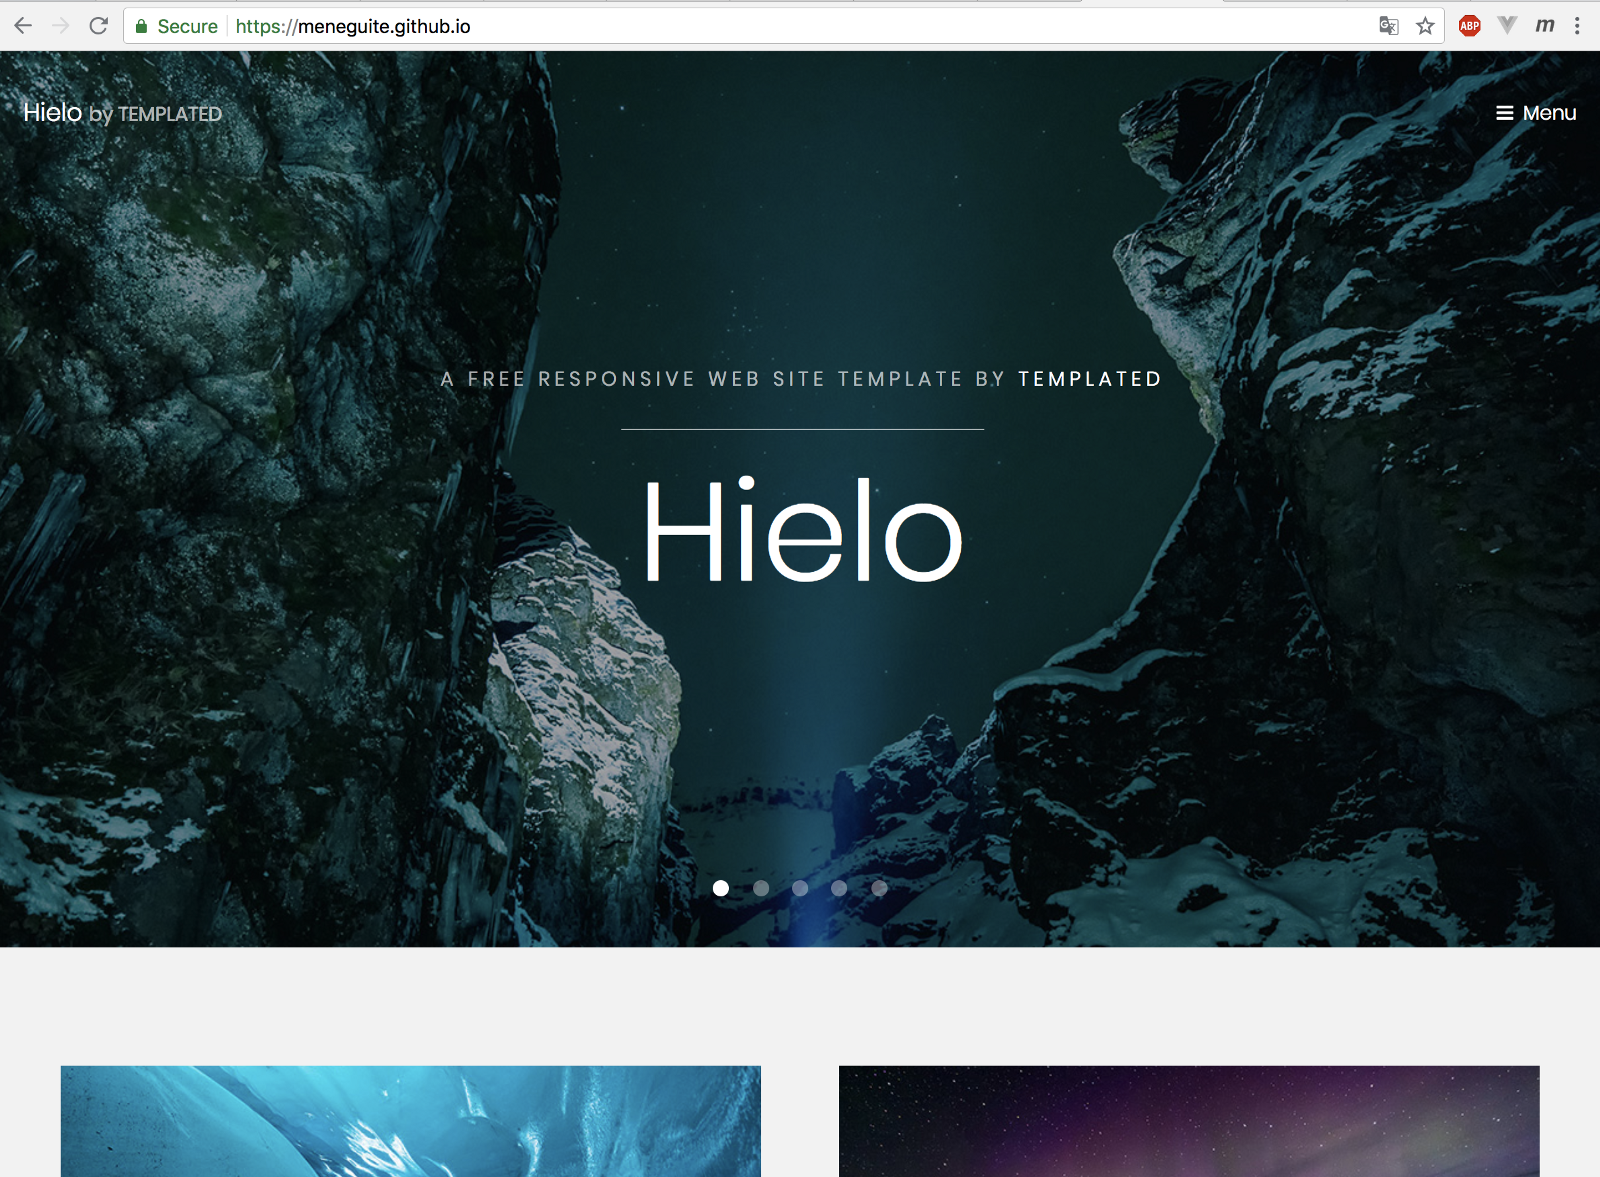 Secure https://meneguite.github.io
ABP
m
Hielo by TEMPLATED
Menu
A FREE RESPONSIVE WEB SITE TEMPLATE BY TEMPLATED
Hielo